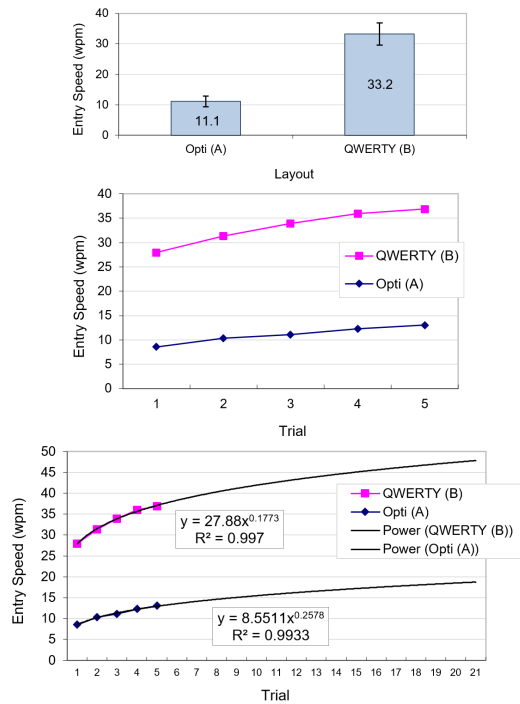 40
30
20
10
0
Entry Speed (wpm)
11.1
33.2
Opti (A)
QWERTY (B)
Layout
40
35
30
25
20
15
10
5
0
Entry Speed (wpm)
QWERTY (B)
Opti (A)
1 2 3 4 5
Trial
50
45
40
35
30
25
20
15
10
5
0
Entry Speed (wpm)
QWERTY (B)
Opti (A)
Power (QWERTY (B))
Power (Opti (A))
y = 27.88x^0.1773
R² = 0.997
y = 8.5511x^0.2578
R² = 0.9933
1 2 3 4 5 6 7 8 9 10 11 12 13 14 15 16 17 18 19 20 21
Trial